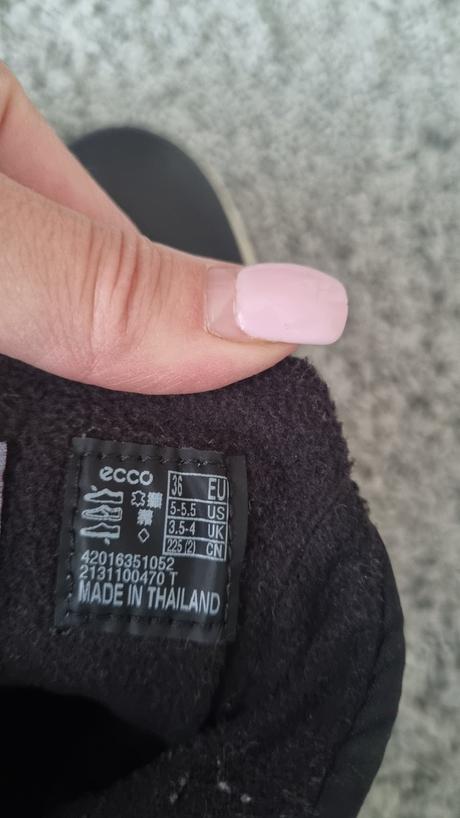 ecco
36 EU
5-5.5 US
3.5-4 UK
225 (2) CN
42016351052
2131100470 T
MADE IN THAILAND